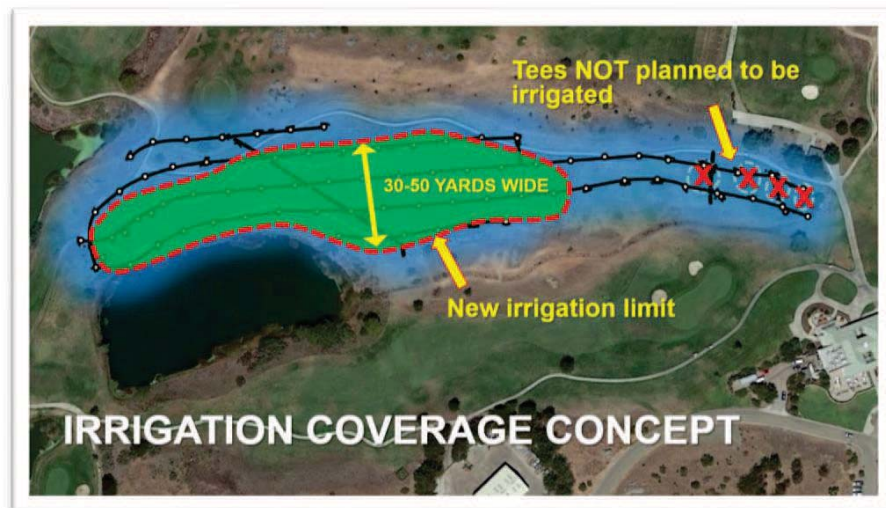 Tees NOT planned to be
irrigated
30-50 YARDS WIDE
X X X X
New irrigation limit
IRRIGATION COVERAGE CONCEPT